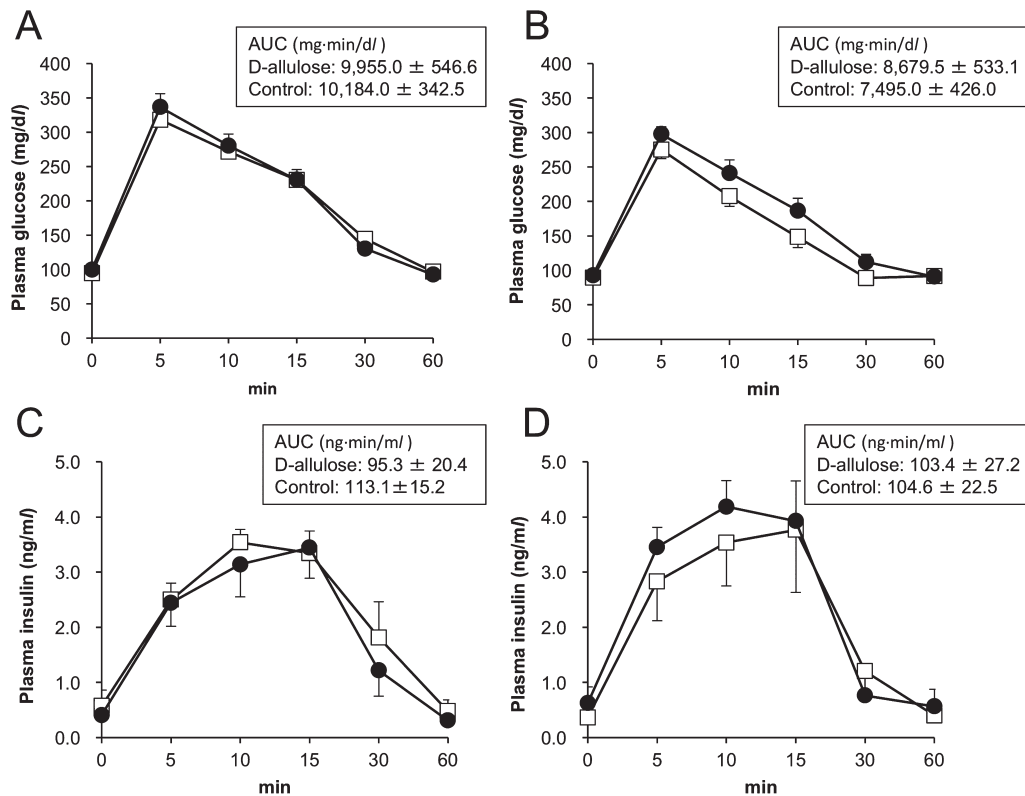 A
AUC (mg·min/dl )
D-allulose: 9,955.0 ± 546.6
Control: 10,184.0 ± 342.5
Plasma glucose (mg/dl)
400
350
300
250
200
150
100
50
0
0 5 10 15 30 60
min
B
AUC (mg·min/dl )
D-allulose: 8,679.5 ± 533.1
Control: 7,495.0 ± 426.0
Plasma glucose (mg/dl)
400
350
300
250
200
150
100
50
0
0 5 10 15 30 60
min
C
AUC (ng·min/ml )
D-allulose: 95.3 ± 20.4
Control: 113.1±15.2
Plasma insulin (ng/ml)
5.0
4.0
3.0
2.0
1.0
0.0
0 5 10 15 30 60
min
D
AUC (ng·min/ml )
D-allulose: 103.4 ± 27.2
Control: 104.6 ± 22.5
Plasma insulin (ng/ml)
5.0
4.0
3.0
2.0
1.0
0.0
0 5 10 15 30 60
min